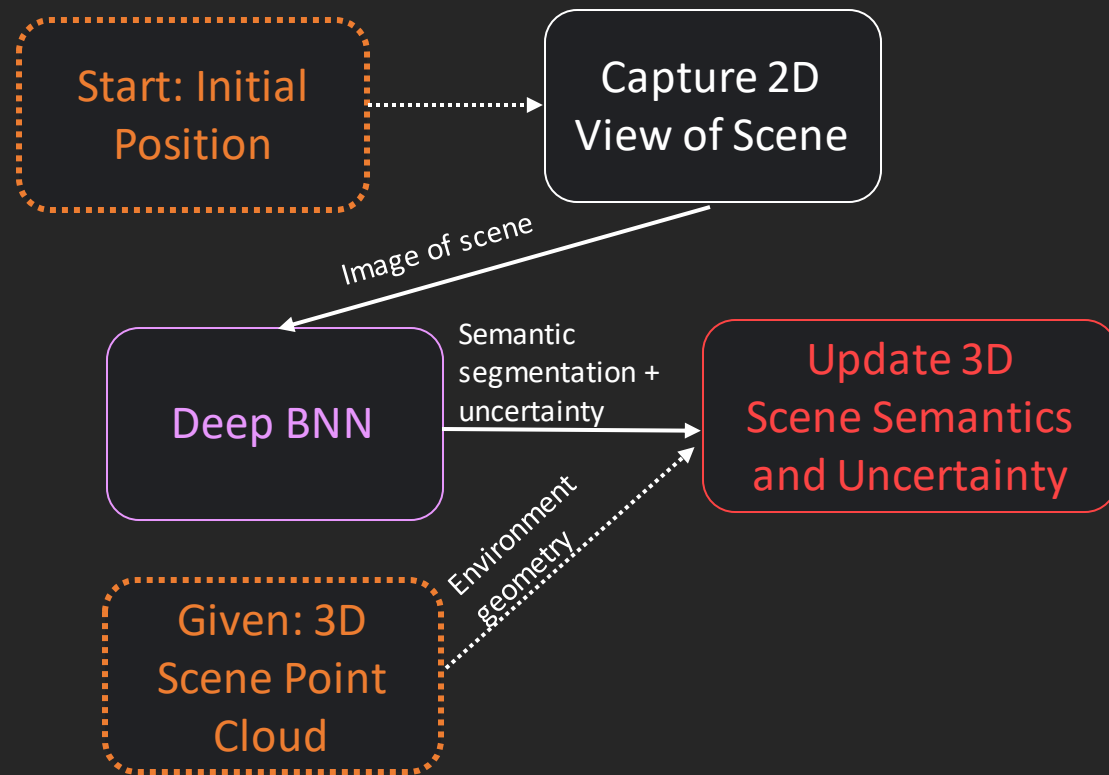 Start: Initial
Position
Capture 2D
View of Scene
Image of scene
Deep BNN
Semantic
segmentation +
uncertainty
Update 3D
Scene Semantics
and Uncertainty
Environment
geometry
Given: 3D
Scene Point
Cloud